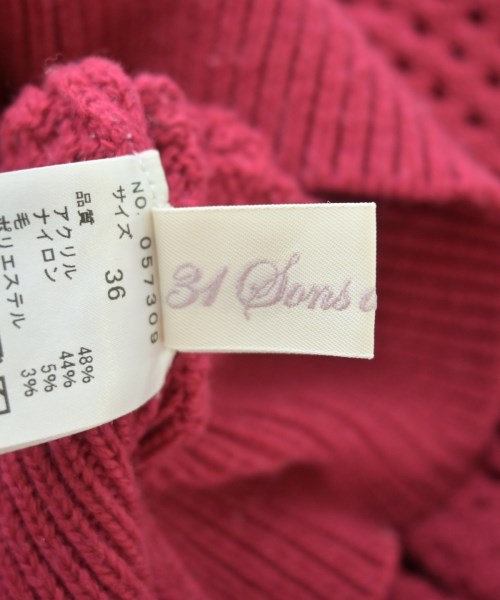 NO. 057308
サイズ 36
品質
アクリル 48%
ナイロン 44%
毛 5%
ポリエステル 3%
31 Sons